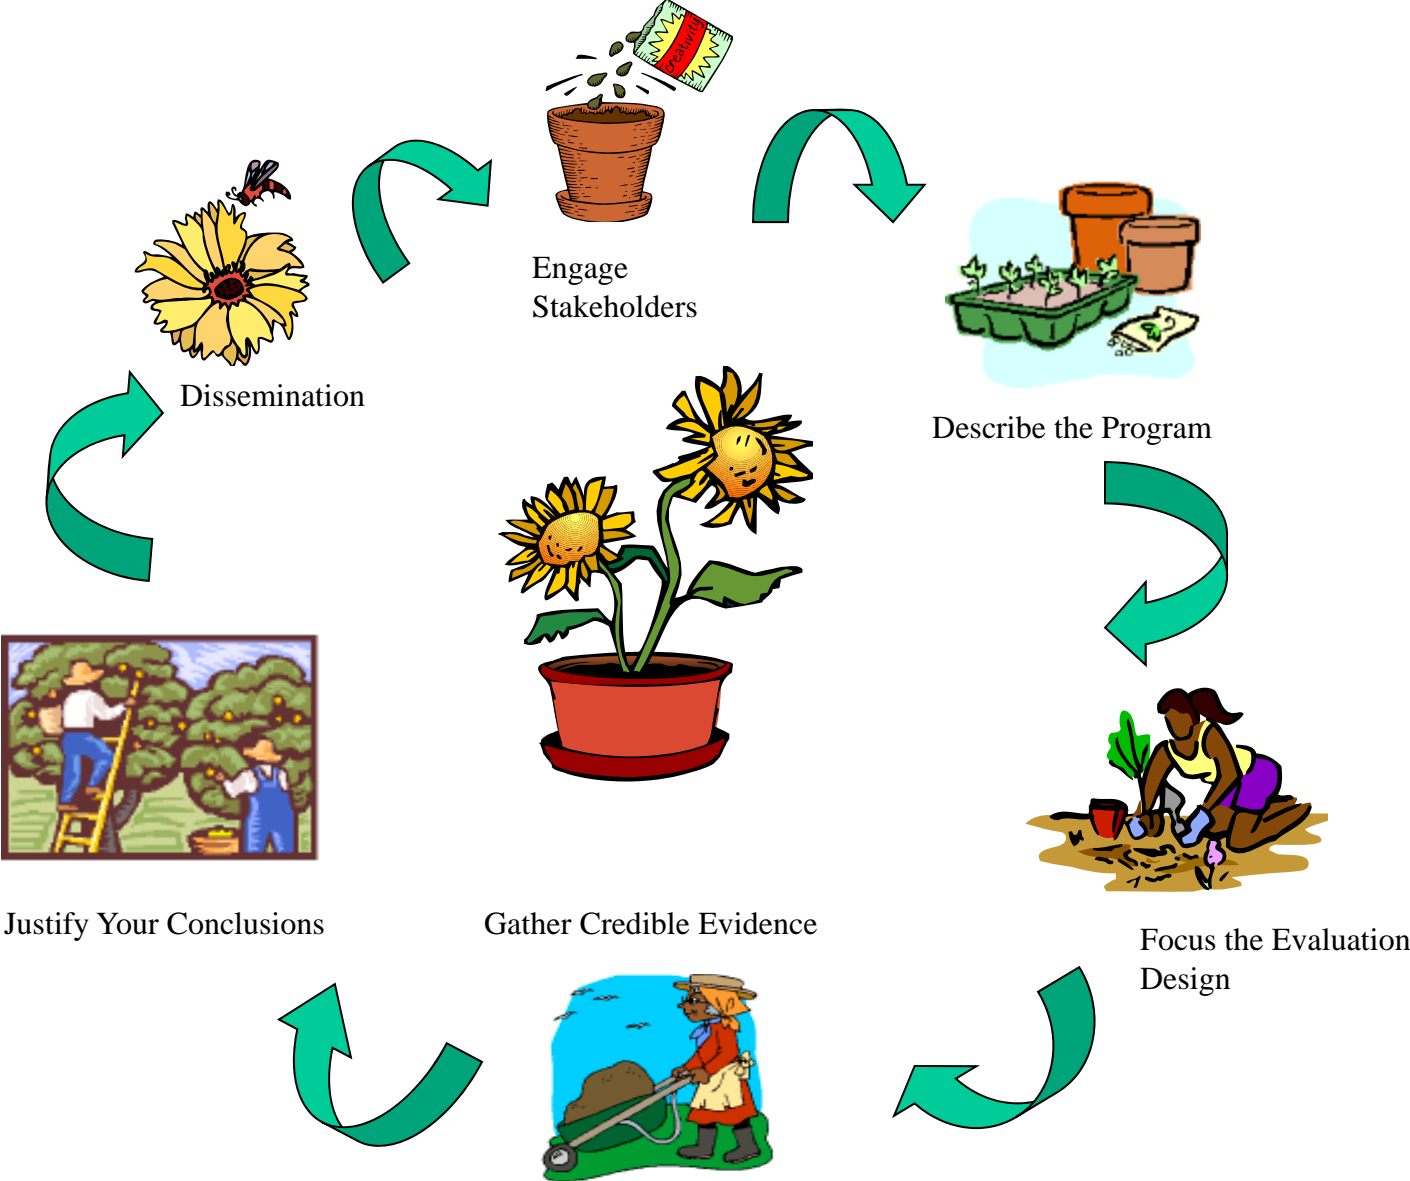 creativity
Engage
Stakeholders
Dissemination
Describe the Program
Justify Your Conclusions
Gather Credible Evidence
Focus the Evaluation
Design